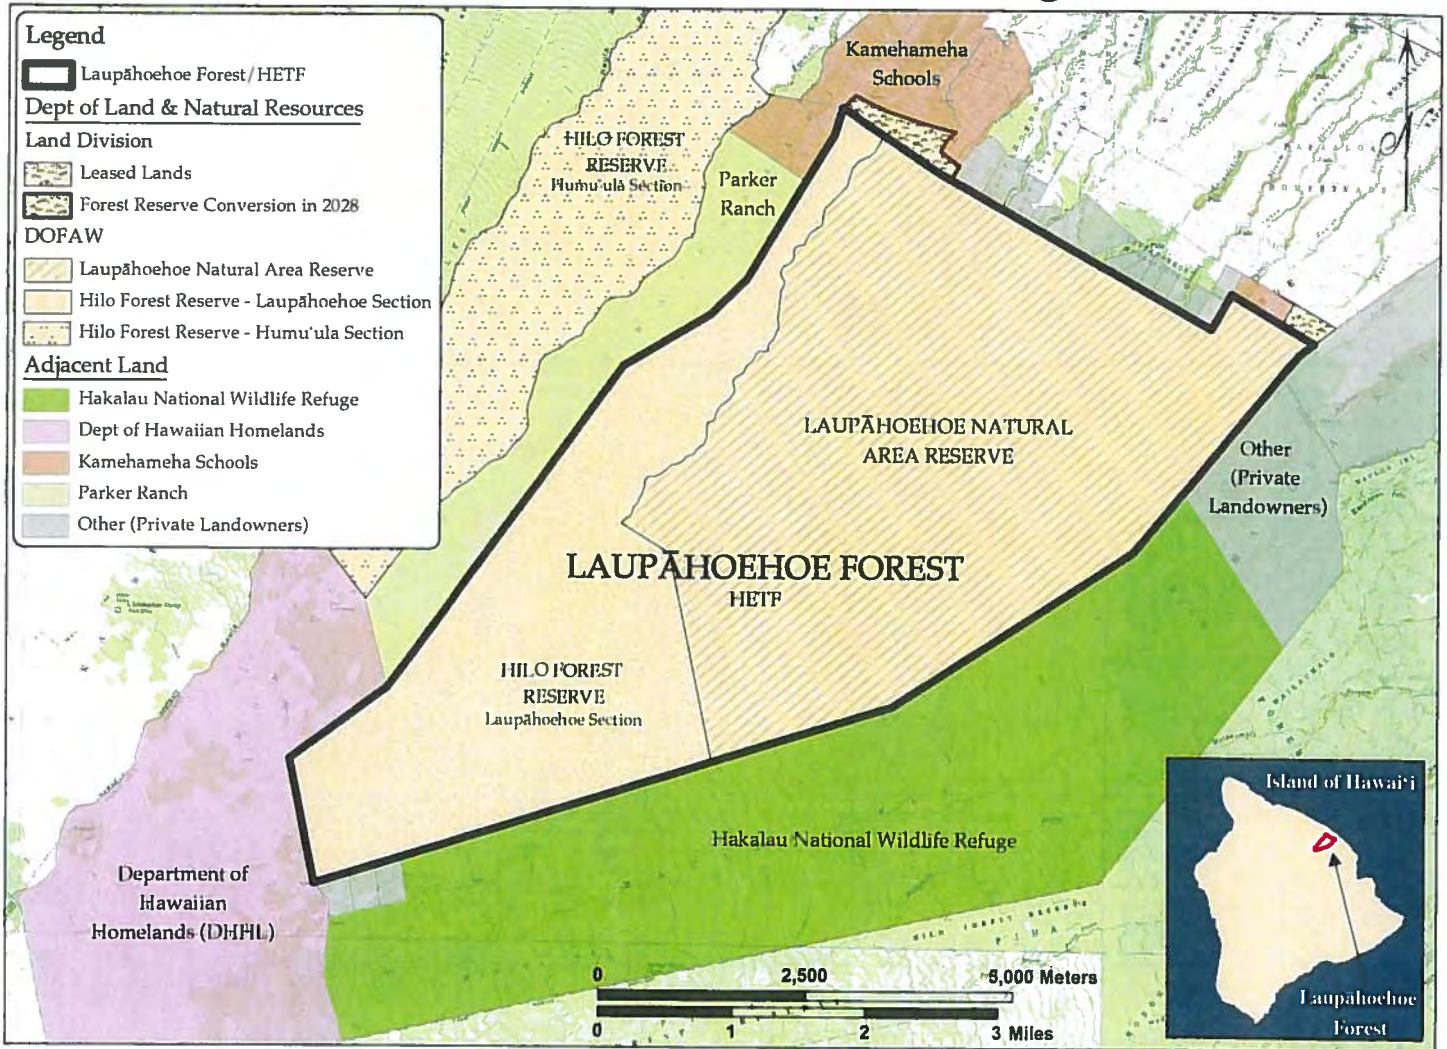 Legend
Laupāhoehoe Forest/HETF
Dept of Land & Natural Resources
Land Division
Leased Lands
Forest Reserve Conversion in 2028
DOFAW
Laupāhoehoe Natural Area Reserve
Hilo Forest Reserve - Laupāhoehoe Section
Hilo Forest Reserve - Humu'ula Section
Adjacent Land
Hakalau National Wildlife Refuge
Dept of Hawaiian Homelands
Kamehameha Schools
Parker Ranch
Other (Private Landowners)
Kamehameha
Schools
HILO FOREST
RESERVE
Humu'ula Section
Parker
Ranch
LAUPĀHOEHOE NATURAL
AREA RESERVE
Other
(Private
Landowners)
LAUPĀHOEHOE FOREST
HETF
HILO FOREST
RESERVE
Laupāhoehoe Section
Hakalau National Wildlife Refuge
Department of
Hawaiian
Homelands (DHHL)
HILO FOREST RESERVE
0 2,500 5,000 Meters
0 1 2 3 Miles
Island of Hawai'i
Laupāhoehoe
Forest